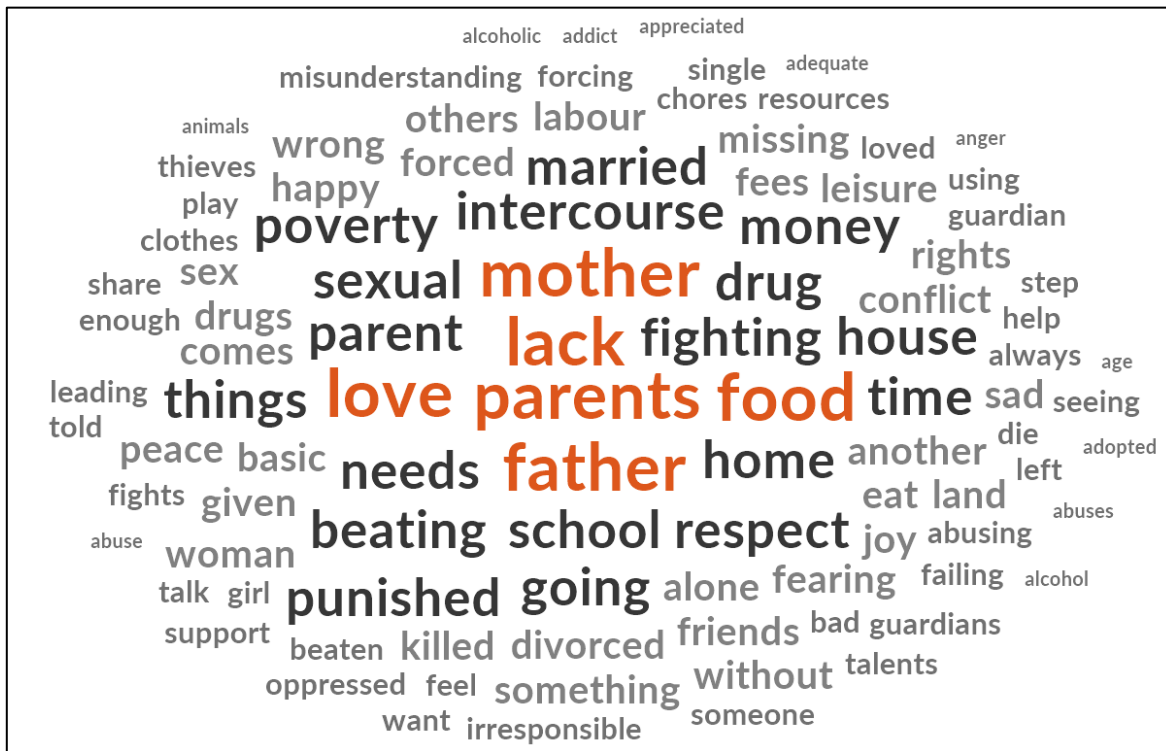 alcoholic addict appreciated
misunderstanding forcing single adequate
chores resources
animals others labour
wrong missing loved anger
thieves forced married
happy fees leisure using
play intercourse
poverty money guardian
clothes
sex rights
share sexual mother drug conflict step
enough drugs help
parent lack fighting house
comes always age
leading things love parents food time sad seeing
told die
peace basic another adopted
needs father home left
fights given eat land
abuses
beating school respect joy abusing
abuse woman
talk girl punished going alone fearing failing alcohol
support friends bad guardians
beaten killed divorced
without talents
oppressed feel something
want irresponsible someone